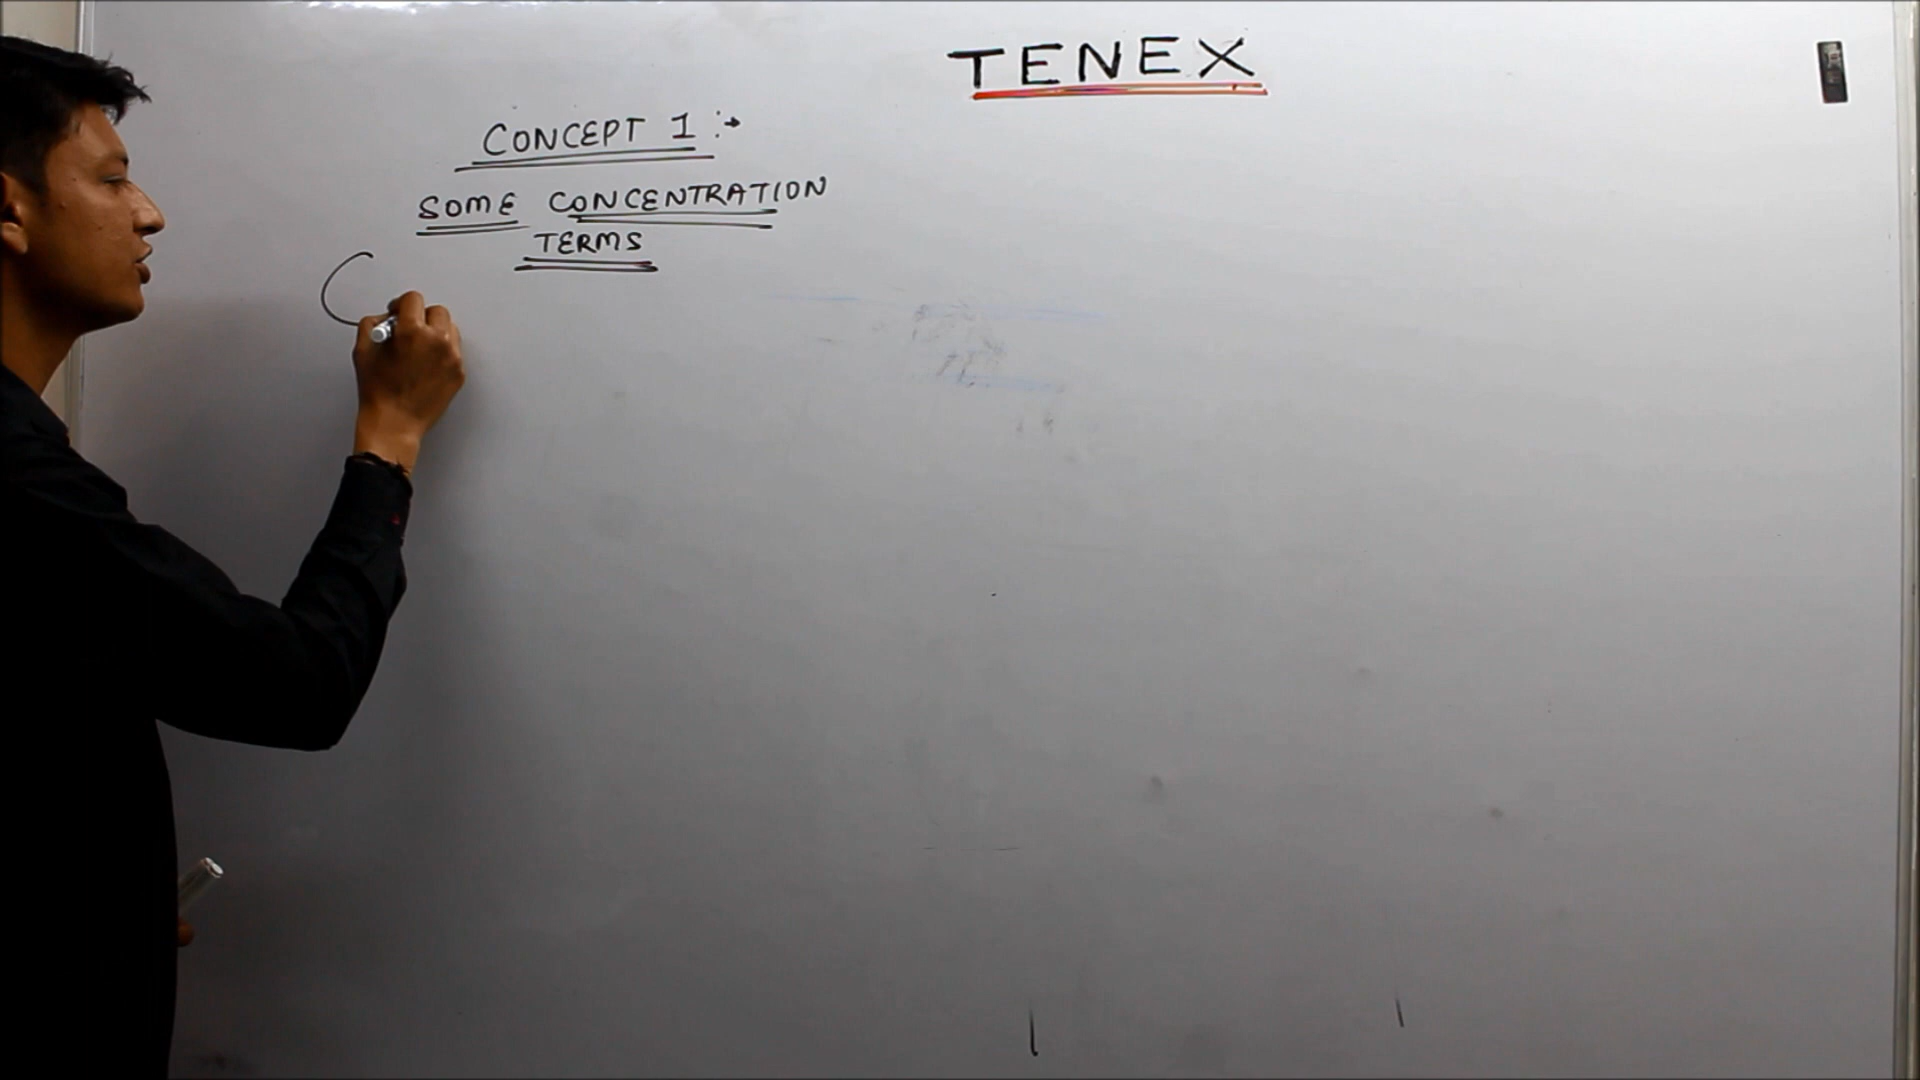 TENEX
CONCEPT 1 :→
SOME CONCENTRATION
TERMS